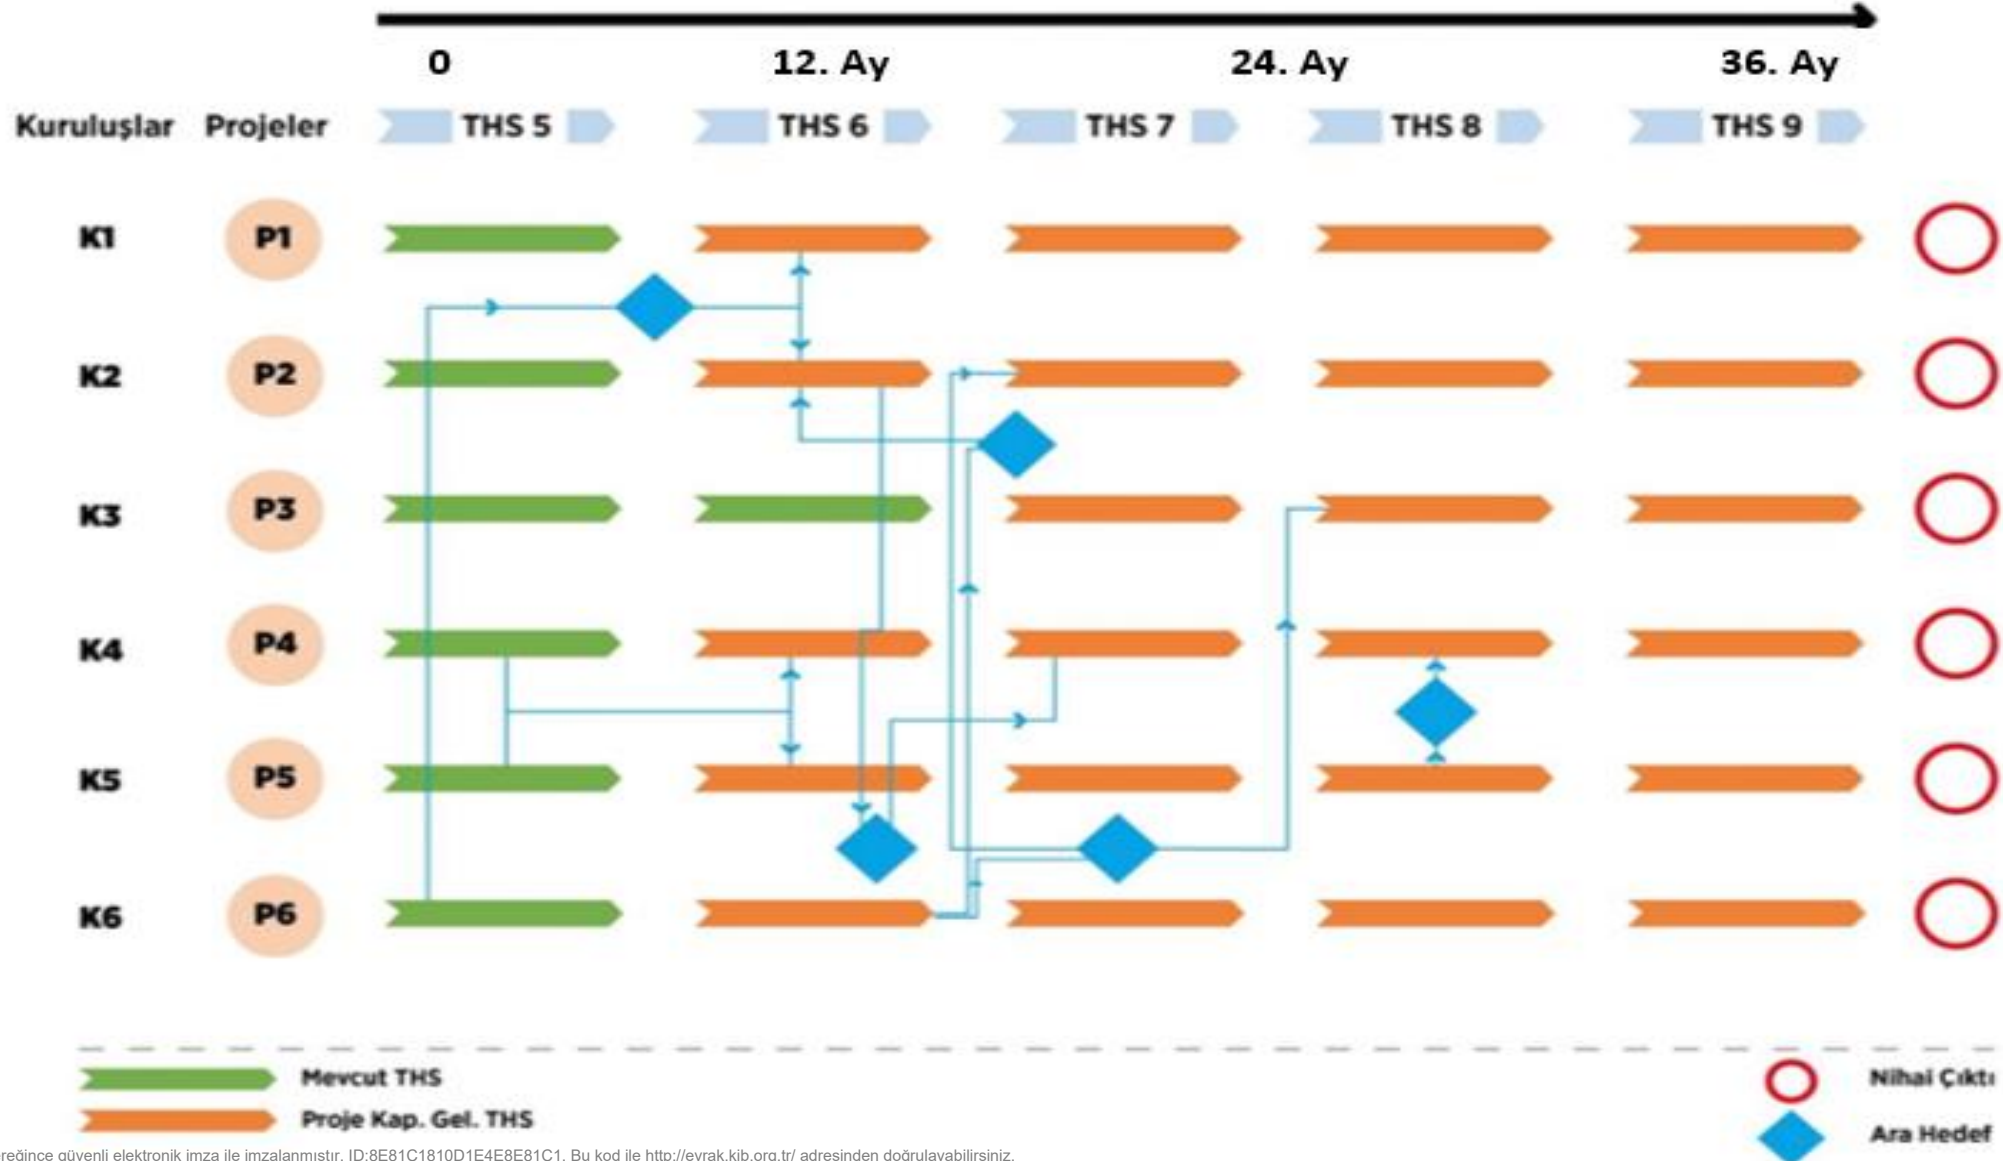 0 12. Ay 24. Ay 36. Ay
Kuruluşlar Projeler THS 5 THS 6 THS 7 THS 8 THS 9
K1 P1
K2 P2
K3 P3
K4 P4
K5 P5
K6 P6
Mevcut THS Nihai Çıktı
Proje Kap. Gel. THS Ara Hedef
reğince güvenli elektronik imza ile imzalanmıştır. ID:8E81C1810D1E4E8E81C1. Bu kod ile http://evrak.kib.org.tr/ adresinden doğrulayabilirsiniz.